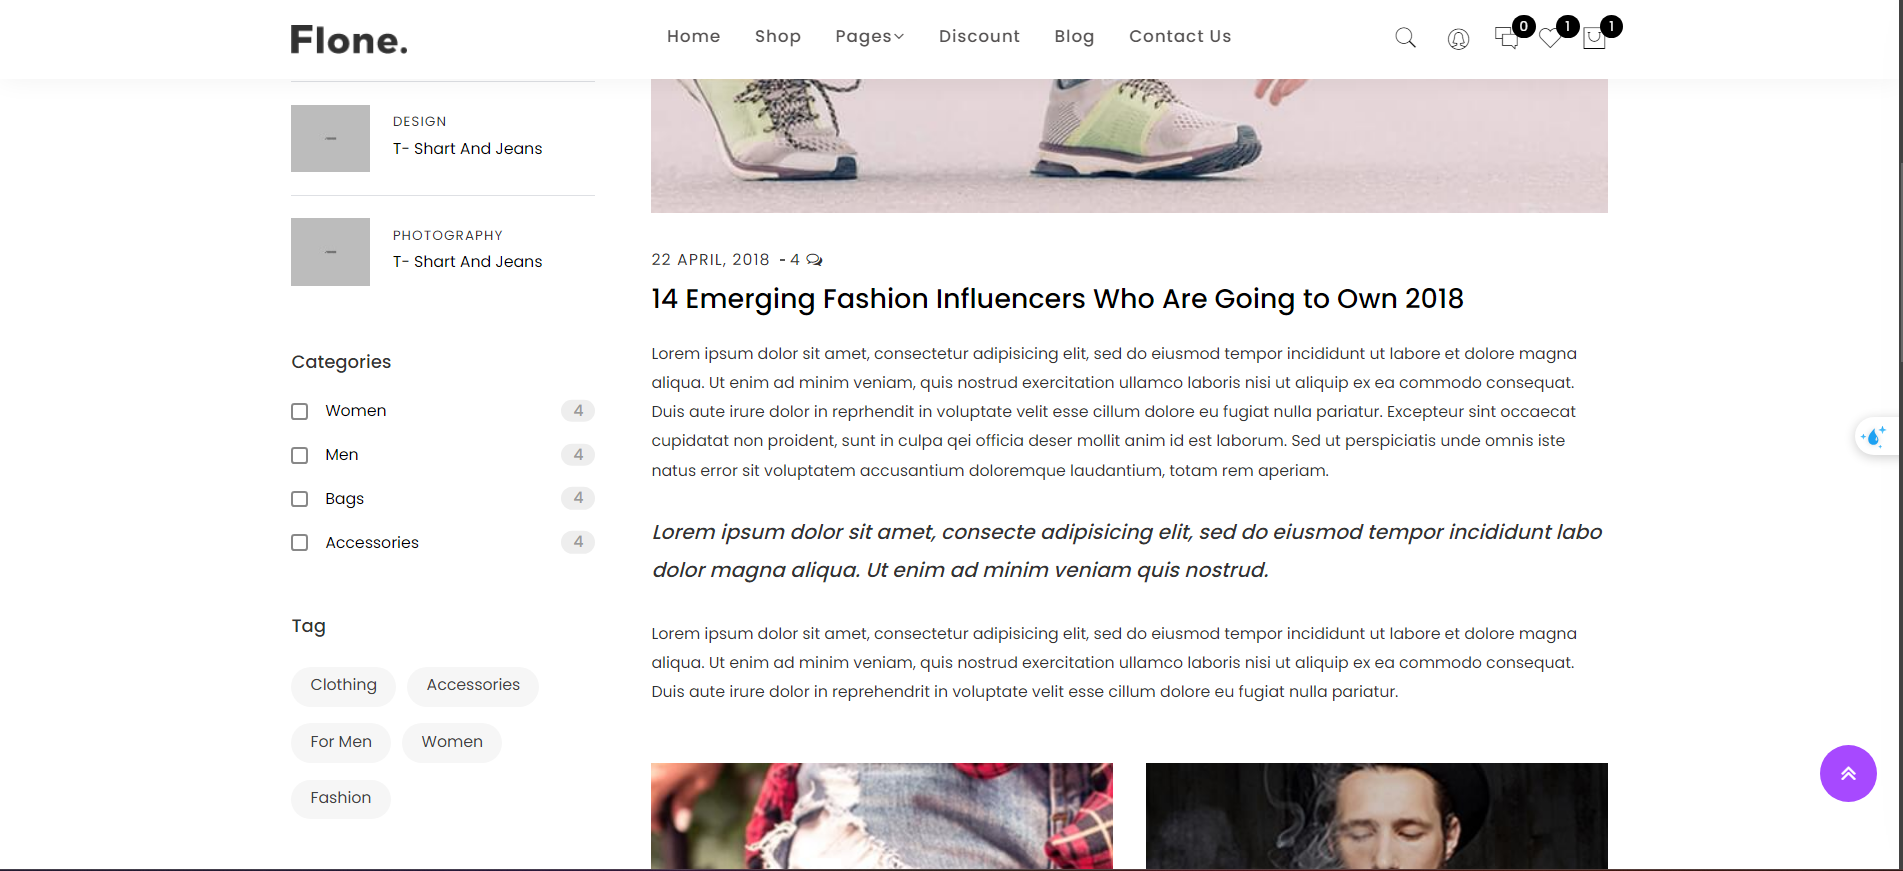 Flone.
Home Shop Pages Discount Blog Contact Us
0 1 1
DESIGN
T- Shart And Jeans
PHOTOGRAPHY
T- Shart And Jeans
Categories
Women 4
Men 4
Bags 4
Accessories 4
Tag
Clothing Accessories
For Men Women
Fashion
22 APRIL, 2018 - 4
14 Emerging Fashion Influencers Who Are Going to Own 2018
Lorem ipsum dolor sit amet, consectetur adipisicing elit, sed do eiusmod tempor incididunt ut labore et dolore magna
aliqua. Ut enim ad minim veniam, quis nostrud exercitation ullamco laboris nisi ut aliquip ex ea commodo consequat.
Duis aute irure dolor in reprhendit in voluptate velit esse cillum dolore eu fugiat nulla pariatur. Excepteur sint occaecat
cupidatat non proident, sunt in culpa qei officia deser mollit anim id est laborum. Sed ut perspiciatis unde omnis iste
natus error sit voluptatem accusantium doloremque laudantium, totam rem aperiam.
Lorem ipsum dolor sit amet, consecte adipisicing elit, sed do eiusmod tempor incididunt labo
dolor magna aliqua. Ut enim ad minim veniam quis nostrud.
Lorem ipsum dolor sit amet, consectetur adipisicing elit, sed do eiusmod tempor incididunt ut labore et dolore magna
aliqua. Ut enim ad minim veniam, quis nostrud exercitation ullamco laboris nisi ut aliquip ex ea commodo consequat.
Duis aute irure dolor in reprehendrit in voluptate velit esse cillum dolore eu fugiat nulla pariatur.